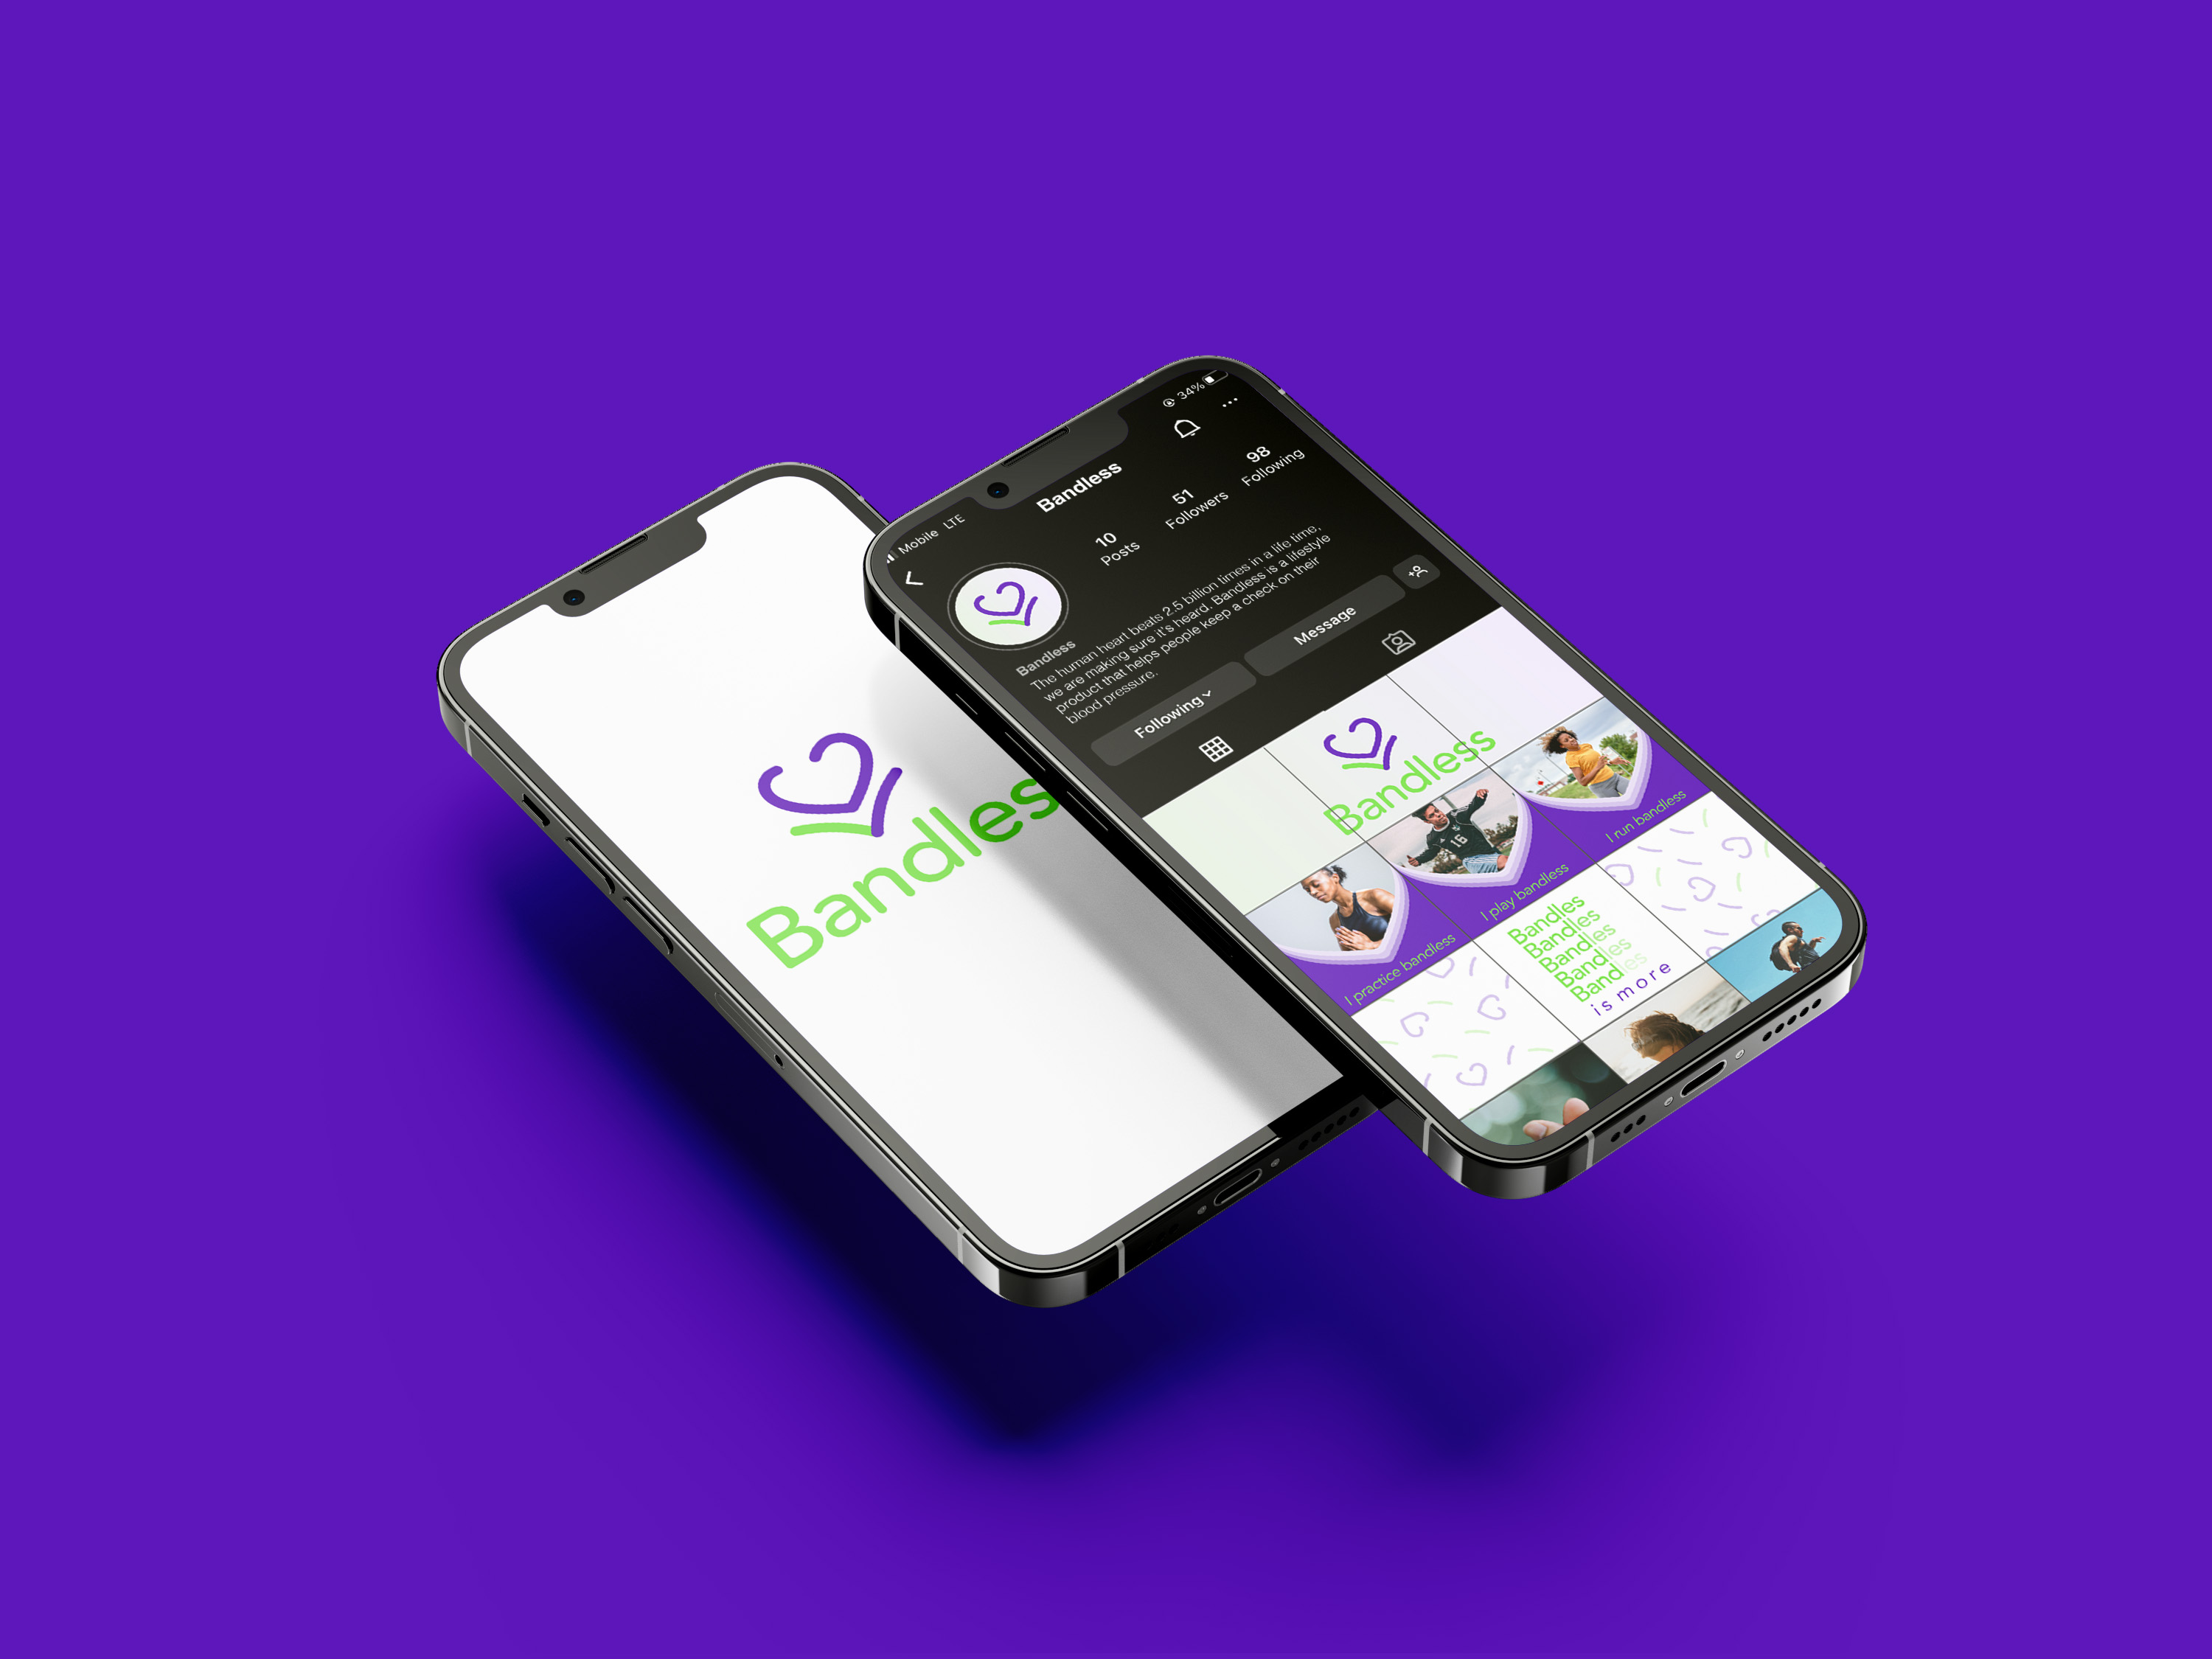 Bandless
Mobile LTE
34%
Bandless
10
Posts
51
Followers
98
Following
Bandless
The human heart beats 2.5 billion times in a life time,
we are making sure it's heard. Bandless is a lifestyle
product that helps people keep a check on their
blood pressure.
Following
Message
Bandless
16
I practice bandless
I play bandless
I run bandless
Bandles
Bandles
Bandles
Bandles
Bandles
is more